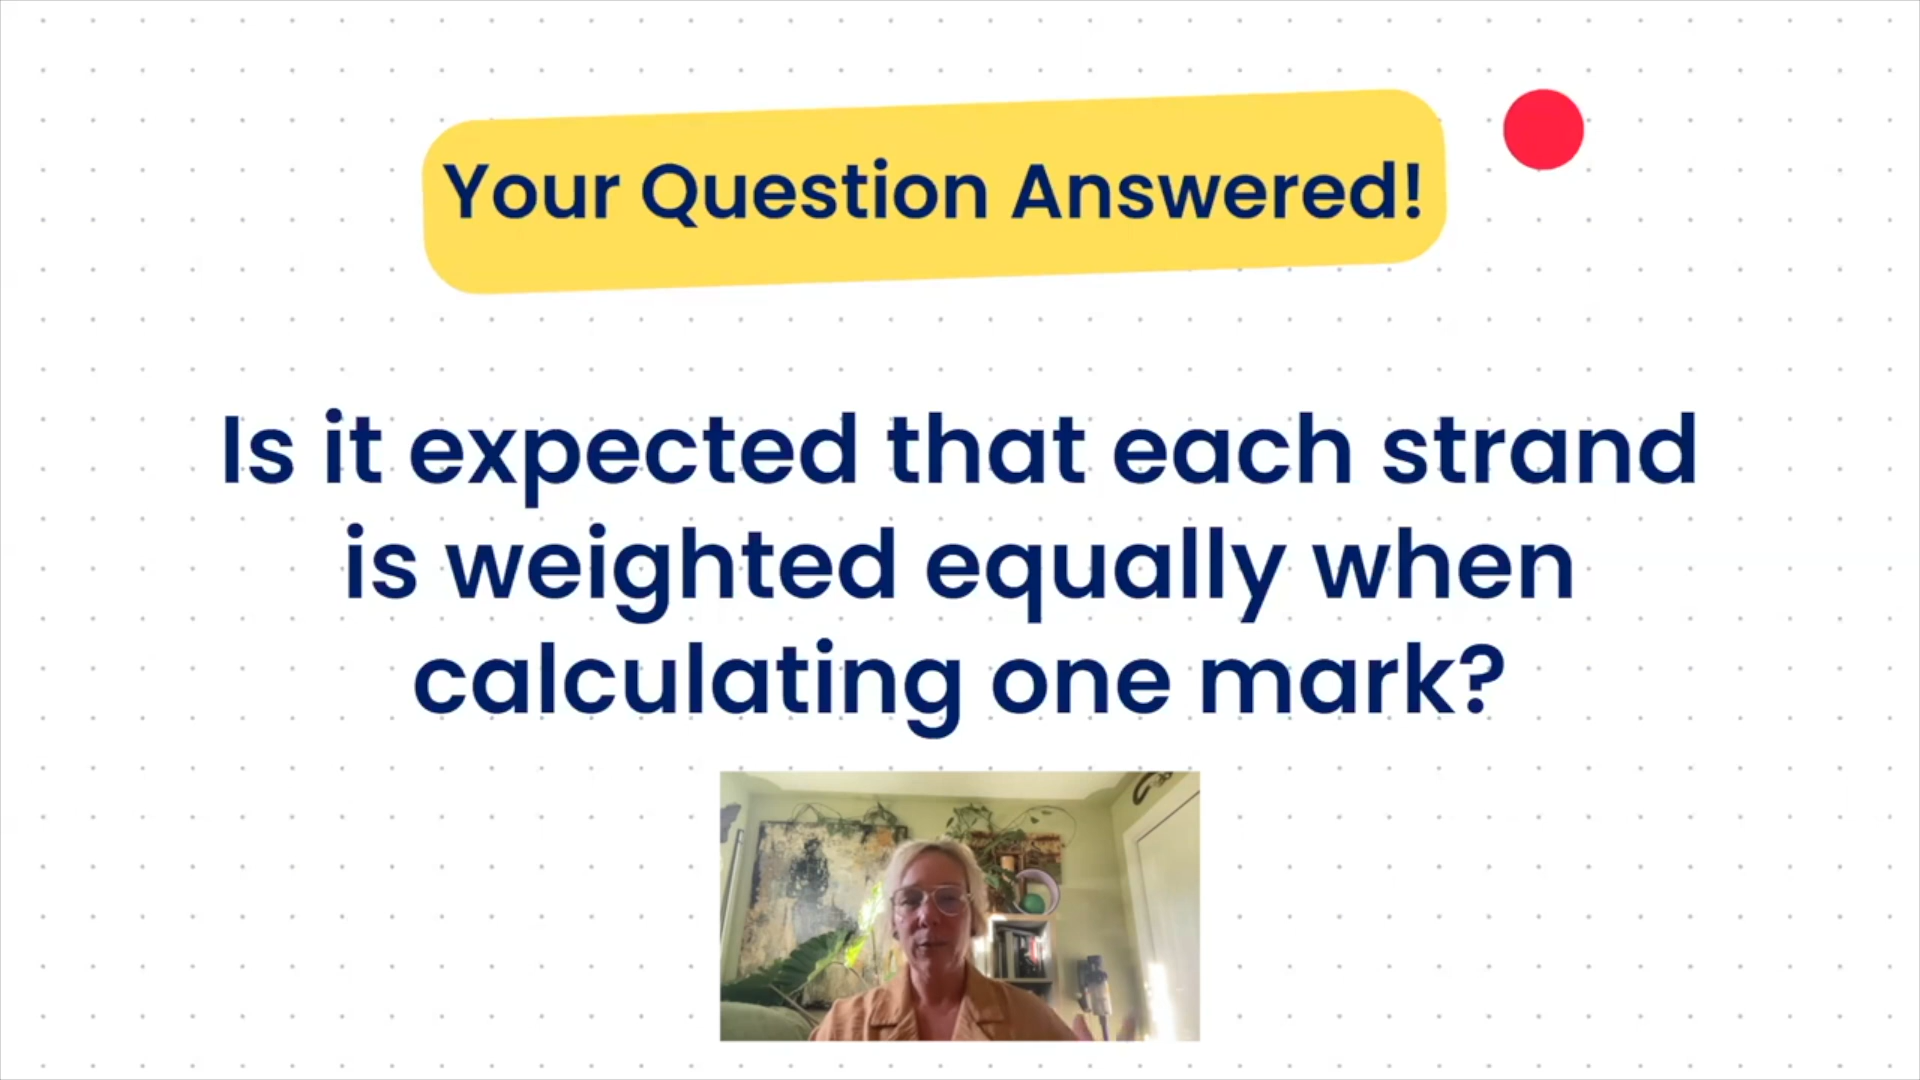 Your Question Answered!
Is it expected that each strand
is weighted equally when
calculating one mark?